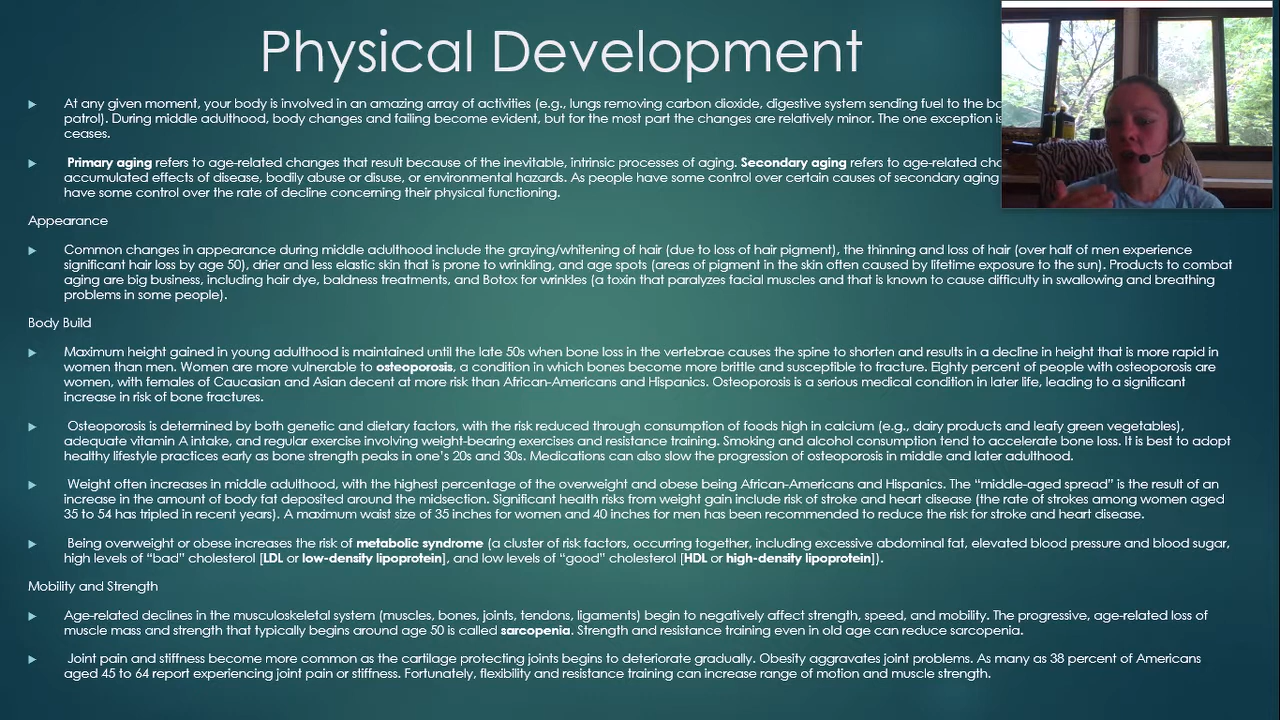 Physical Development
At any given moment, your body is involved in an amazing array of activities (e.g., lungs removing carbon dioxide, digestive system sending fuel to the
patrol). During middle adulthood, body changes and failing become evident, but for the most part the changes are relatively minor. The one exception is
ceases.
Primary aging refers to age-related changes that result because of the inevitable, intrinsic processes of aging. Secondary aging refers to age-related
accumulated effects of disease, bodily abuse or disuse, or environmental hazards. As people have some control over certain causes of secondary aging
have some control over the rate of decline concerning their physical functioning.
Appearance
Common changes in appearance during middle adulthood include the graying/whitening of hair (due to loss of hair pigment), the thinning and loss of hair (over half of men experience
significant hair loss by age 50), drier and less elastic skin that is prone to wrinkling, and age spots (areas of pigment in the skin often caused by lifetime exposure to the sun). Products to combat
aging are big business, including hair dye, baldness treatments, and Botox for wrinkles (a toxin that paralyzes facial muscles and that is known to cause difficulty in swallowing and breathing
problems in some people).
Body Build
Maximum height gained in young adulthood is maintained until the late 50s when bone loss in the vertebrae causes the spine to shorten and results in a decline in height that is more rapid in
women than men. Women are more vulnerable to osteoporosis, a condition in which bones become more brittle and susceptible to fracture. Eighty percent of people with osteoporosis are
women, with females of Caucasian and Asian decent at more risk than African-Americans and Hispanics. Osteoporosis is a serious medical condition in later life, leading to a significant
increase in risk of bone fractures.
Osteoporosis is determined by both genetic and dietary factors, with the risk reduced through consumption of foods high in calcium (e.g., dairy products and leafy green vegetables),
adequate vitamin A intake, and regular exercise involving weight-bearing exercises and resistance training. Smoking and alcohol consumption tend to accelerate bone loss. It is best to adopt
healthy lifestyle practices early as bone strength peaks in one's 20s and 30s. Medications can also slow the progression of osteoporosis in middle and later adulthood.
Weight often increases in middle adulthood, with the highest percentage of the overweight and obese being African-Americans and Hispanics. The "middle-aged spread" is the result of an
increase in the amount of body fat deposited around the midsection. Significant health risks from weight gain include risk of stroke and heart disease (the rate of strokes among women aged
35 to 54 has tripled in recent years). A maximum waist size of 35 inches for women and 40 inches for men has been recommended to reduce the risk for stroke and heart disease.
Being overweight or obese increases the risk of metabolic syndrome (a cluster of risk factors, occurring together, including excessive abdominal fat, elevated blood pressure and blood sugar,
high levels of "bad" cholesterol [LDL or low-density lipoprotein], and low levels of "good" cholesterol [HDL or high-density lipoprotein]).
Mobility and Strength
Age-related declines in the musculoskeletal system (muscles, bones, joints, tendons, ligaments) begin to negatively affect strength, speed, and mobility. The progressive, age-related loss of
muscle mass and strength that typically begins around age 50 is called sarcopenia. Strength and resistance training even in old age can reduce sarcopenia.
Joint pain and stiffness become more common as the cartilage protecting joints begins to deteriorate gradually. Obesity aggravates joint problems. As many as 38 percent of Americans
aged 45 to 64 report experiencing joint pain or stiffness. Fortunately, flexibility and resistance training can increase range of motion and muscle strength.